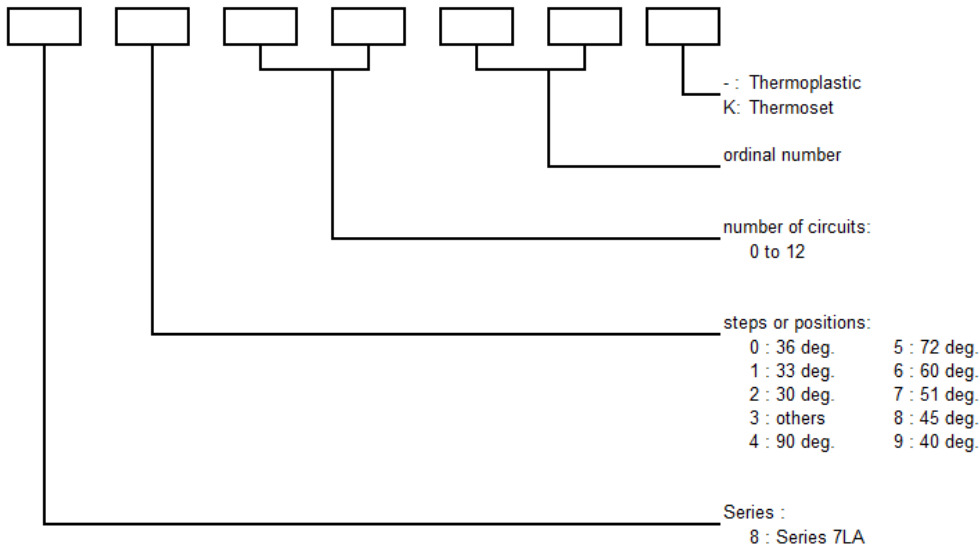 - : Thermoplastic
K: Thermoset
ordinal number
number of circuits:
0 to 12
steps or positions:
0 : 36 deg. 5 : 72 deg.
1 : 33 deg. 6 : 60 deg.
2 : 30 deg. 7 : 51 deg.
3 : others 8 : 45 deg.
4 : 90 deg. 9 : 40 deg.
Series :
8 : Series 7LA